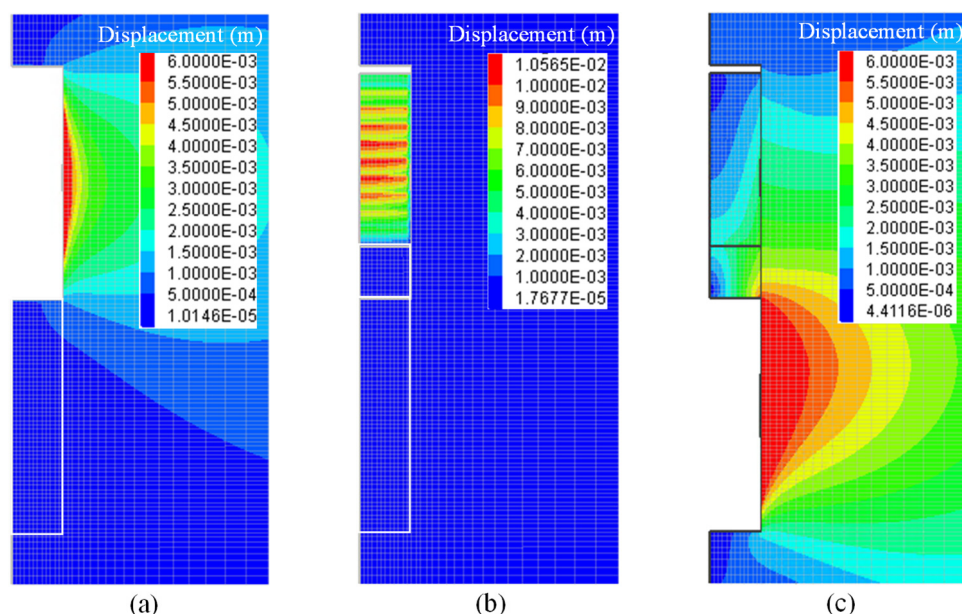 Displacement (m)
6.0000E-03
5.5000E-03
5.0000E-03
4.5000E-03
4.0000E-03
3.5000E-03
3.0000E-03
2.5000E-03
2.0000E-03
1.5000E-03
1.0000E-03
5.0000E-04
1.0146E-05
(a)
Displacement (m)
1.0565E-02
1.0000E-02
9.0000E-03
8.0000E-03
7.0000E-03
6.0000E-03
5.0000E-03
4.0000E-03
3.0000E-03
2.0000E-03
1.0000E-03
1.7677E-05
(b)
Displacement (m)
6.0000E-03
5.5000E-03
5.0000E-03
4.5000E-03
4.0000E-03
3.5000E-03
3.0000E-03
2.5000E-03
2.0000E-03
1.5000E-03
1.0000E-03
5.0000E-04
4.4116E-06
(c)